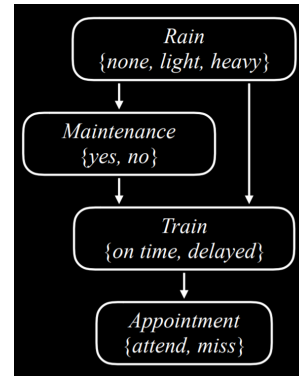 Rain
{none, light, heavy}
Maintenance
{yes, no}
Train
{on time, delayed}
Appointment
{attend, miss}